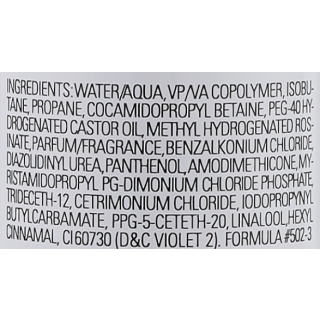 INGREDIENTS: WATER/AQUA, VP/VA COPOLYMER, ISOBU-
TANE, PROPANE, COCAMIDOPROPYL BETAINE, PEG-40 HY-
DROGENATED CASTOR OIL, METHYL HYDROGENATED ROS-
INATE, PARFUM/FRAGRANCE, BENZALKONIUM CHLORIDE,
DIAZOLIDINYL UREA, PANTHENOL, AMODIMETHICONE, MY-
RISTAMIDOPROPYL PG-DIMONIUM CHLORIDE PHOSPHATE,
TRIDECETH-12, CETRIMONIUM CHLORIDE, IODOPROPYNYL
BUTYLCARBAMATE, PPG-5-CETETH-20, LINALOOL, HEXYL
CINNAMAL, CI 60730 (D&C VIOLET 2). FORMULA #502-3